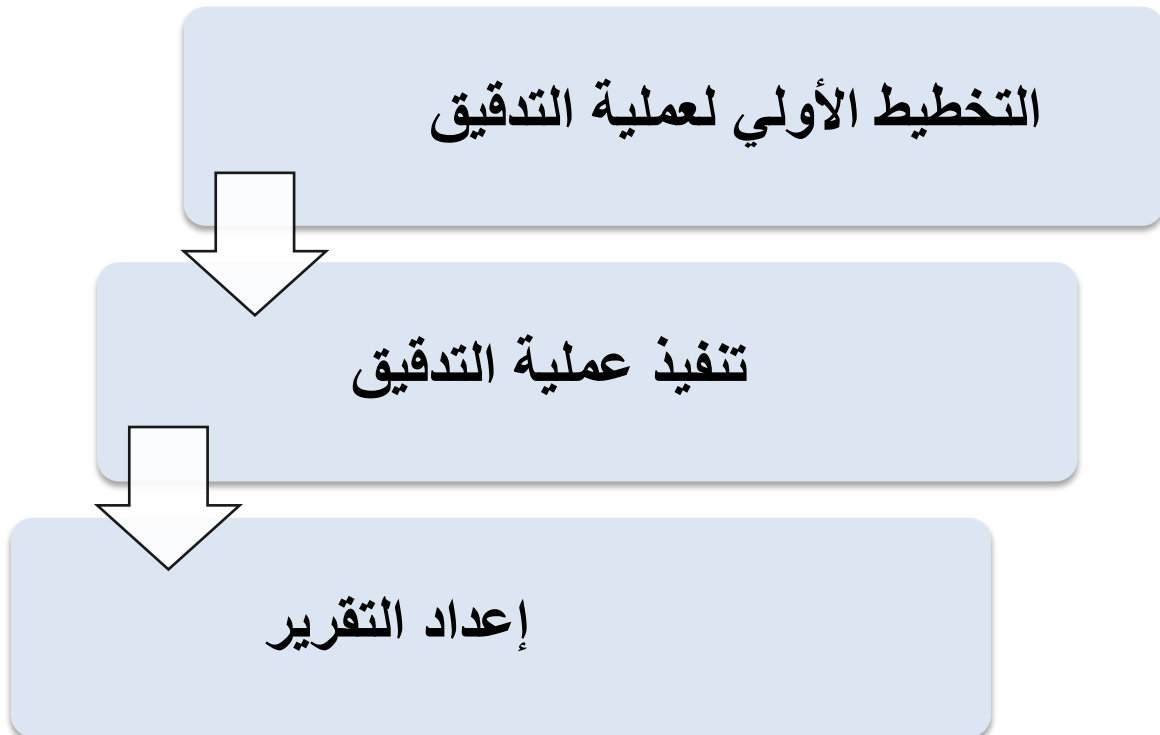 التخطيط الأولي لعملية التدقيق
تنفيذ عملية التدقيق
إعداد التقرير